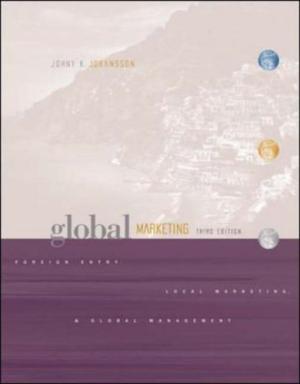 JOHNY K. JOHANSSON
global MARKETING THIRD EDITION
FOREIGN ENTRY,
LOCAL MARKETING,
& GLOBAL MANAGEMENT